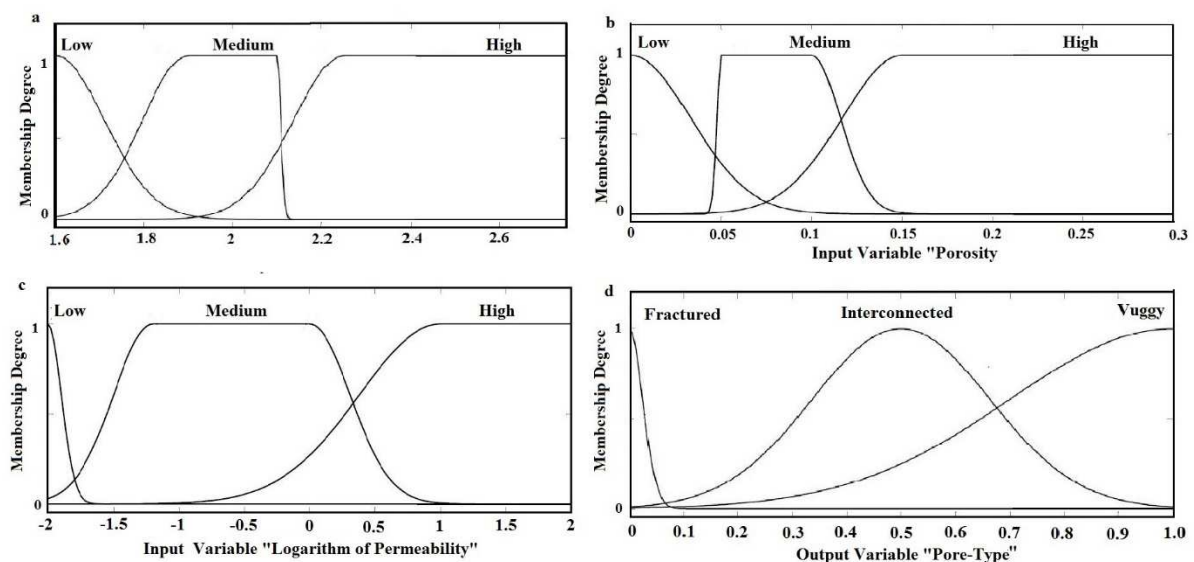 a
Low Medium High
Membership Degree
1
0
1.6 1.8 2 2.2 2.4 2.6
b
Low Medium High
Membership Degree
1
0
0 0.05 0.1 0.15 0.2 0.25 0.3
Input Variable "Porosity
c
Low Medium High
Membership Degree
1
0
-2 -1.5 -1 -0.5 0 0.5 1 1.5 2
Input Variable "Logarithm of Permeability"
d
Fractured Interconnected Vuggy
Membership Degree
1
0
0 0.1 0.2 0.3 0.4 0.5 0.6 0.7 0.8 0.9 1.0
Output Variable "Pore-Type"